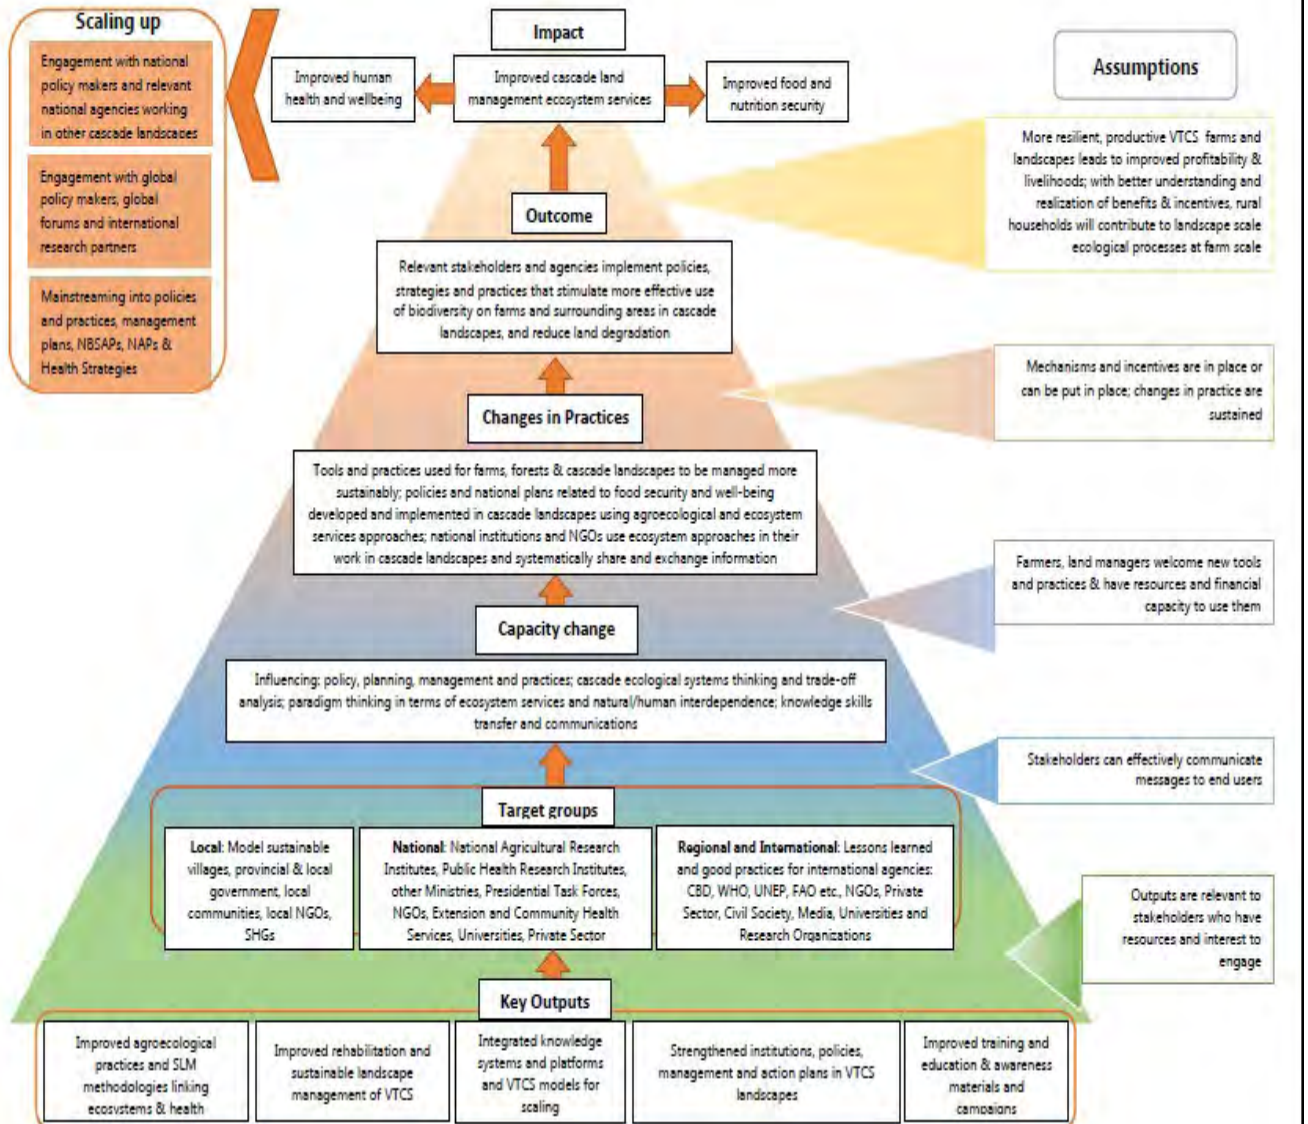 Scaling up
Engagement with national
policy makers and relevant
national agencies working
in other cascade landscapes
Engagement with global
policy makers, global
forums and international
research partners
Mainstreaming into policies
and practices, management
plans, NBSAPs, NAPs &
Health Strategies
Impact
Improved human
health and wellbeing
Improved cascade land
management ecosystem services
Improved food and
nutrition security
Outcome
Relevant stakeholders and agencies implement policies,
strategies and practices that stimulate more effective use
of biodiversity on farms and surrounding areas in cascade
landscapes, and reduce land degradation
Changes in Practices
Tools and practices used for farms, forests & cascade landscapes to be managed more
sustainably; policies and national plans related to food security and well-being
developed and implemented in cascade landscapes using agroecological and ecosystem
services approaches; national institutions and NGOs use ecosystem approaches in their
work in cascade landscapes and systematically share and exchange information
Capacity change
Influencing: policy, planning, management and practices; cascade ecological systems thinking and trade-off
analysis; paradigm thinking in terms of ecosystem services and natural/human interdependence; knowledge skills
transfer and communications
Target groups
Local: Model sustainable
villages, provincial & local
government, local
communities, local NGOs,
SHGs
National: National Agricultural Research
Institutes, Public Health Research Institutes,
other Ministries, Presidential Task Forces,
NGOs, Extension and Community Health
Services, Universities, Private Sector
Regional and International: Lessons learned
and good practices for international agencies:
CBD, WHO, UNEP, FAO etc., NGOs, Private
Sector, Civil Society, Media, Universities and
Research Organizations
Key Outputs
Improved agroecological
practices and SLM
methodologies linking
ecosystems & health
Improved rehabilitation and
sustainable landscape
management of VTCS
Integrated knowledge
systems and platforms
and VTCS models for
scaling
Strengthened institutions, policies,
management and action plans in VTCS
landscapes
Improved training and
education & awareness
materials and
campaigns
Assumptions
More resilient, productive VTCS farms and
landscapes leads to improved profitability &
livelihoods; with better understanding and
realization of benefits & incentives, rural
households will contribute to landscape scale
ecological processes at farm scale
Mechanisms and incentives are in place or
can be put in place; changes in practice are
sustained
Farmers, land managers welcome new tools
and practices & have resources and financial
capacity to use them
Stakeholders can effectively communicate
messages to end users
Outputs are relevant to
stakeholders who have
resources and interest to
engage